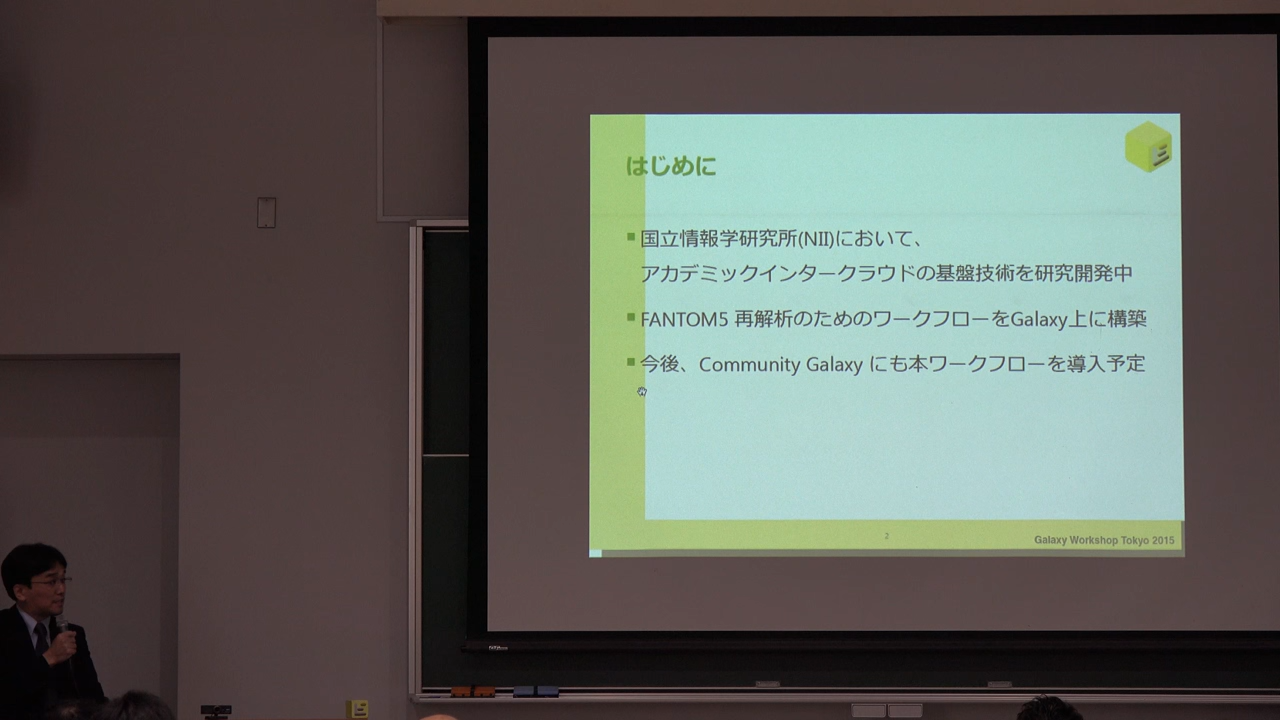 はじめに
国立情報学研究所(NII)において、
アカデミックインタークラウドの基盤技術を研究開発中
FANTOM5 再解析のためのワークフローをGalaxy上に構築
今後、Community Galaxy にも本ワークフローを導入予定
2
Galaxy Workshop Tokyo 2015